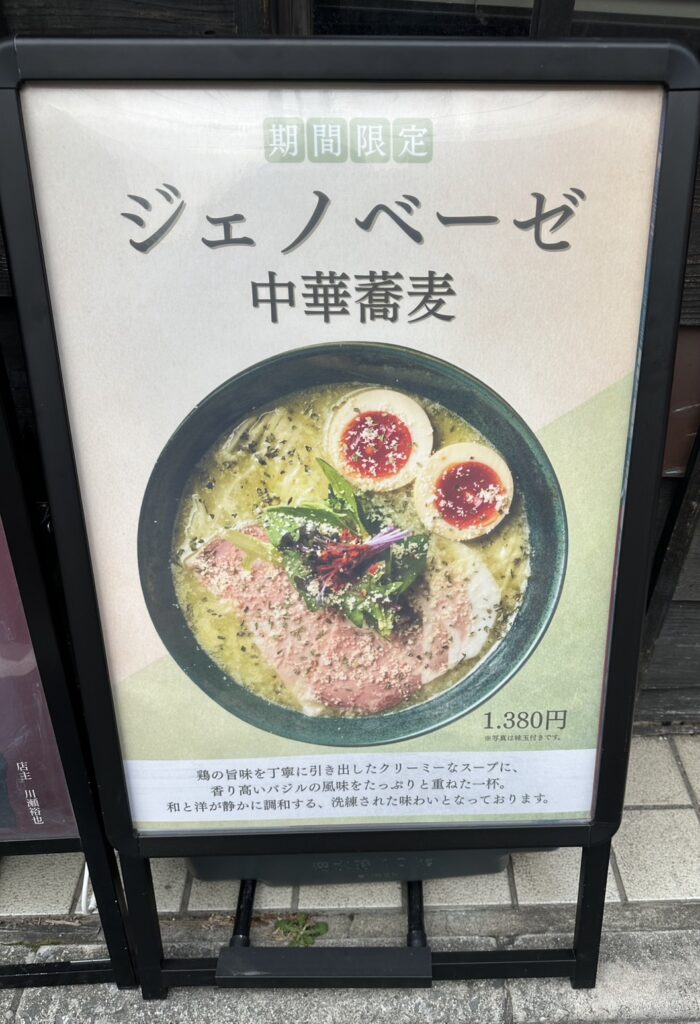 期間限定
ジェノベーゼ
中華蕎麦
1.380円
※写真は味玉付きです。
鶏の旨味を丁寧に引き出したクリーミーなスープに、
香り高いバジルの風味をたっぷりと重ねた一杯。
和と洋が静かに調和する、洗練された味わいとなっております。
店主 川瀬裕也